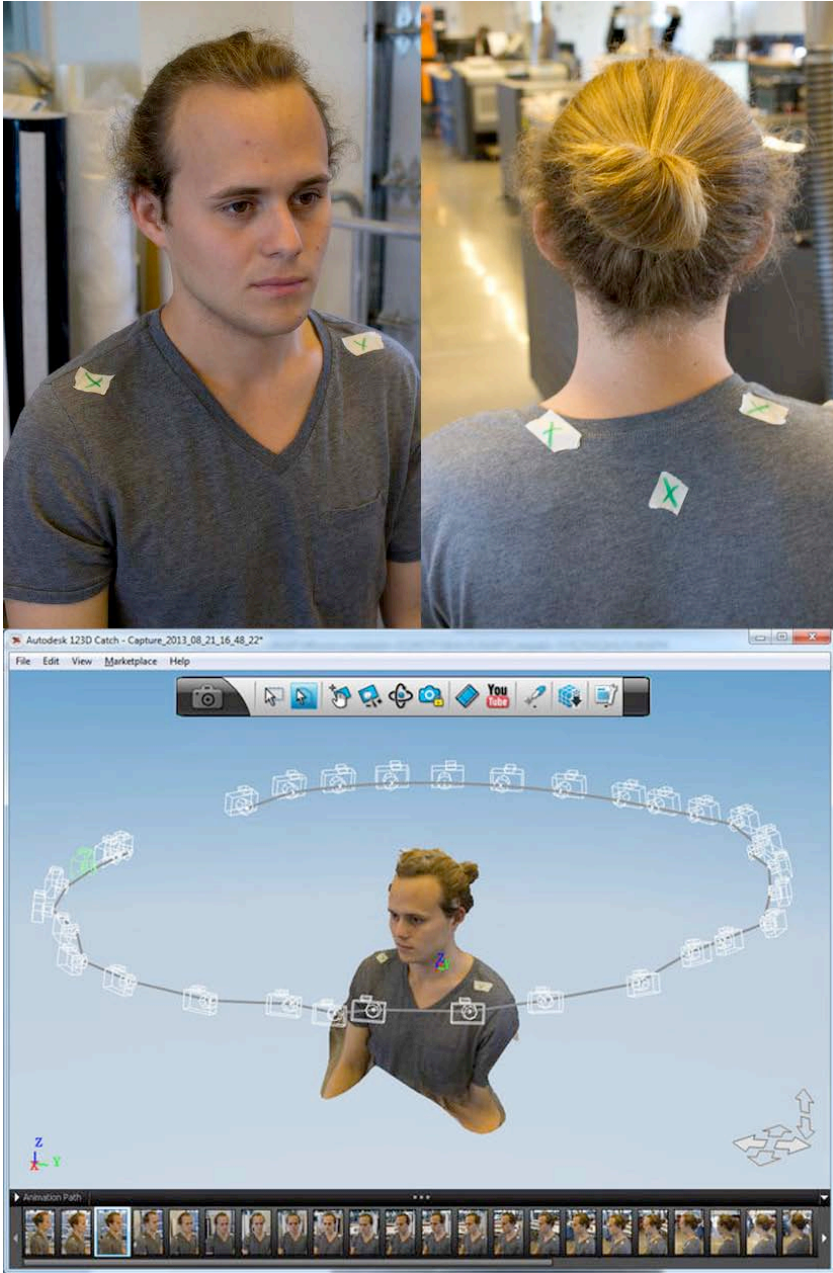 X
X
X
X
X
Autodesk 123D Catch - Capture_2013_08_21_16_48_22*
File Edit View Marketplace Help
You
Tube
Z
Z
X Y
Animation Path